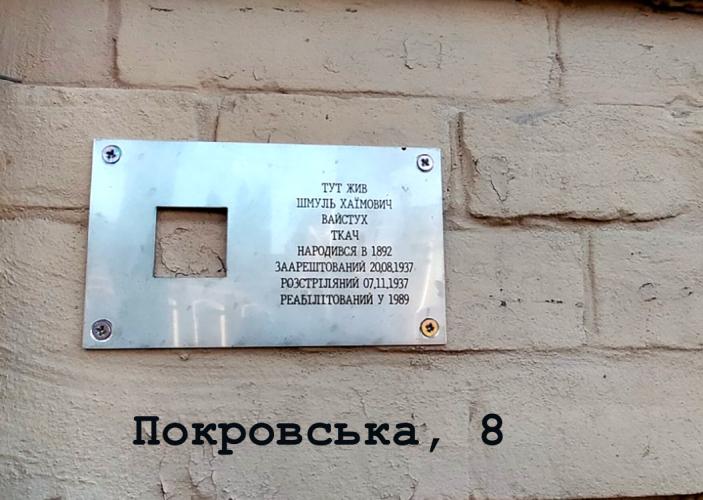 ТУТ ЖИВ
ШМУЛЬ ХАЇМОВИЧ
ВАЙСТУХ
ТКАЧ
НАРОДИВСЯ В 1892
ЗААРЕШТОВАНИЙ 20.08.1937
РОЗСТРІЛЯНИЙ 07.11.1937
РЕАБІЛІТОВАНИЙ У 1989
Покровська, 8